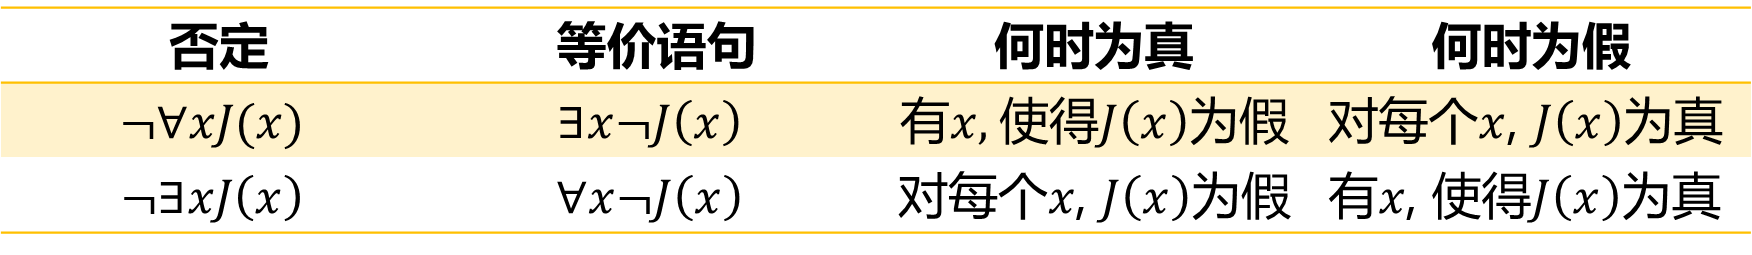 否定 等价语句 何时为真 何时为假
¬∀xJ(x) ∃x¬J(x) 有x, 使得J(x)为假 对每个x, J(x)为真
¬∃xJ(x) ∀x¬J(x) 对每个x, J(x)为假 有x, 使得J(x)为真